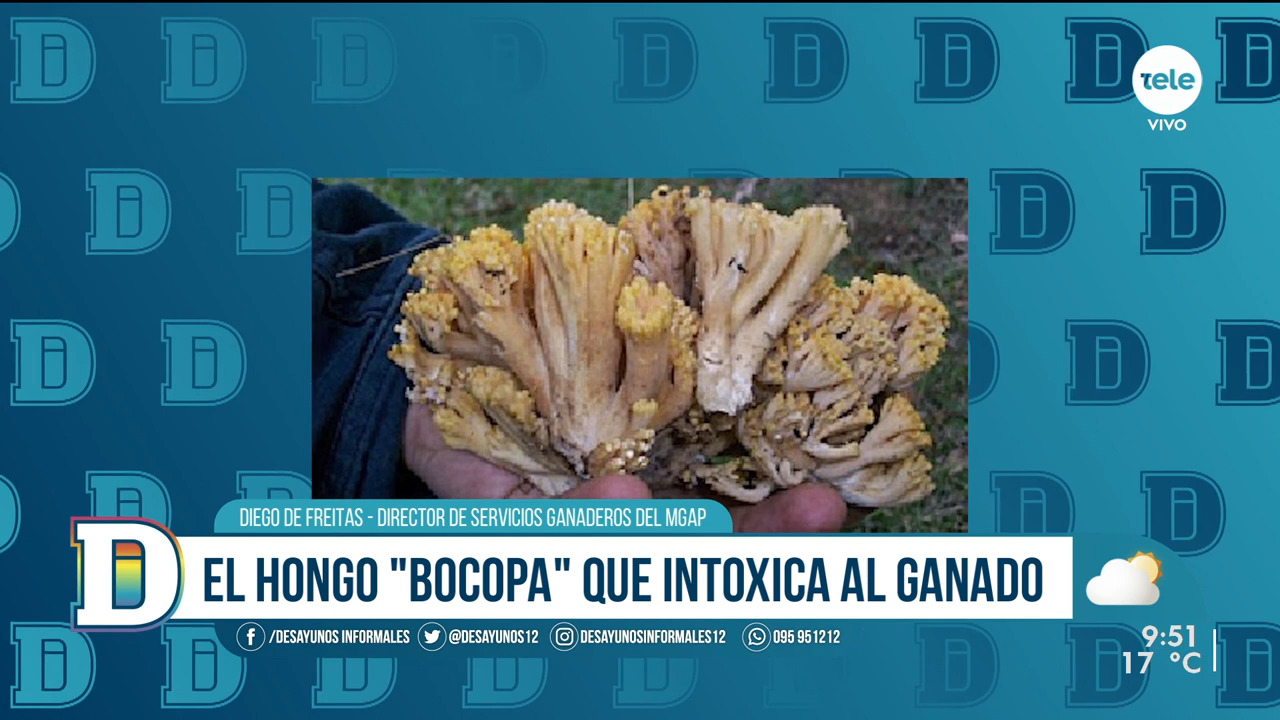 tele
VIVO
DIEGO DE FREITAS - DIRECTOR DE SERVICIOS GANADEROS DEL MGAP
D
EL HONGO "BOCOPA" QUE INTOXICA AL GANADO
/DESAYUNOS INFORMALES @DESAYUNOS12 DESAYUNOSINFORMALES12 095 951212
9:51
17 °C